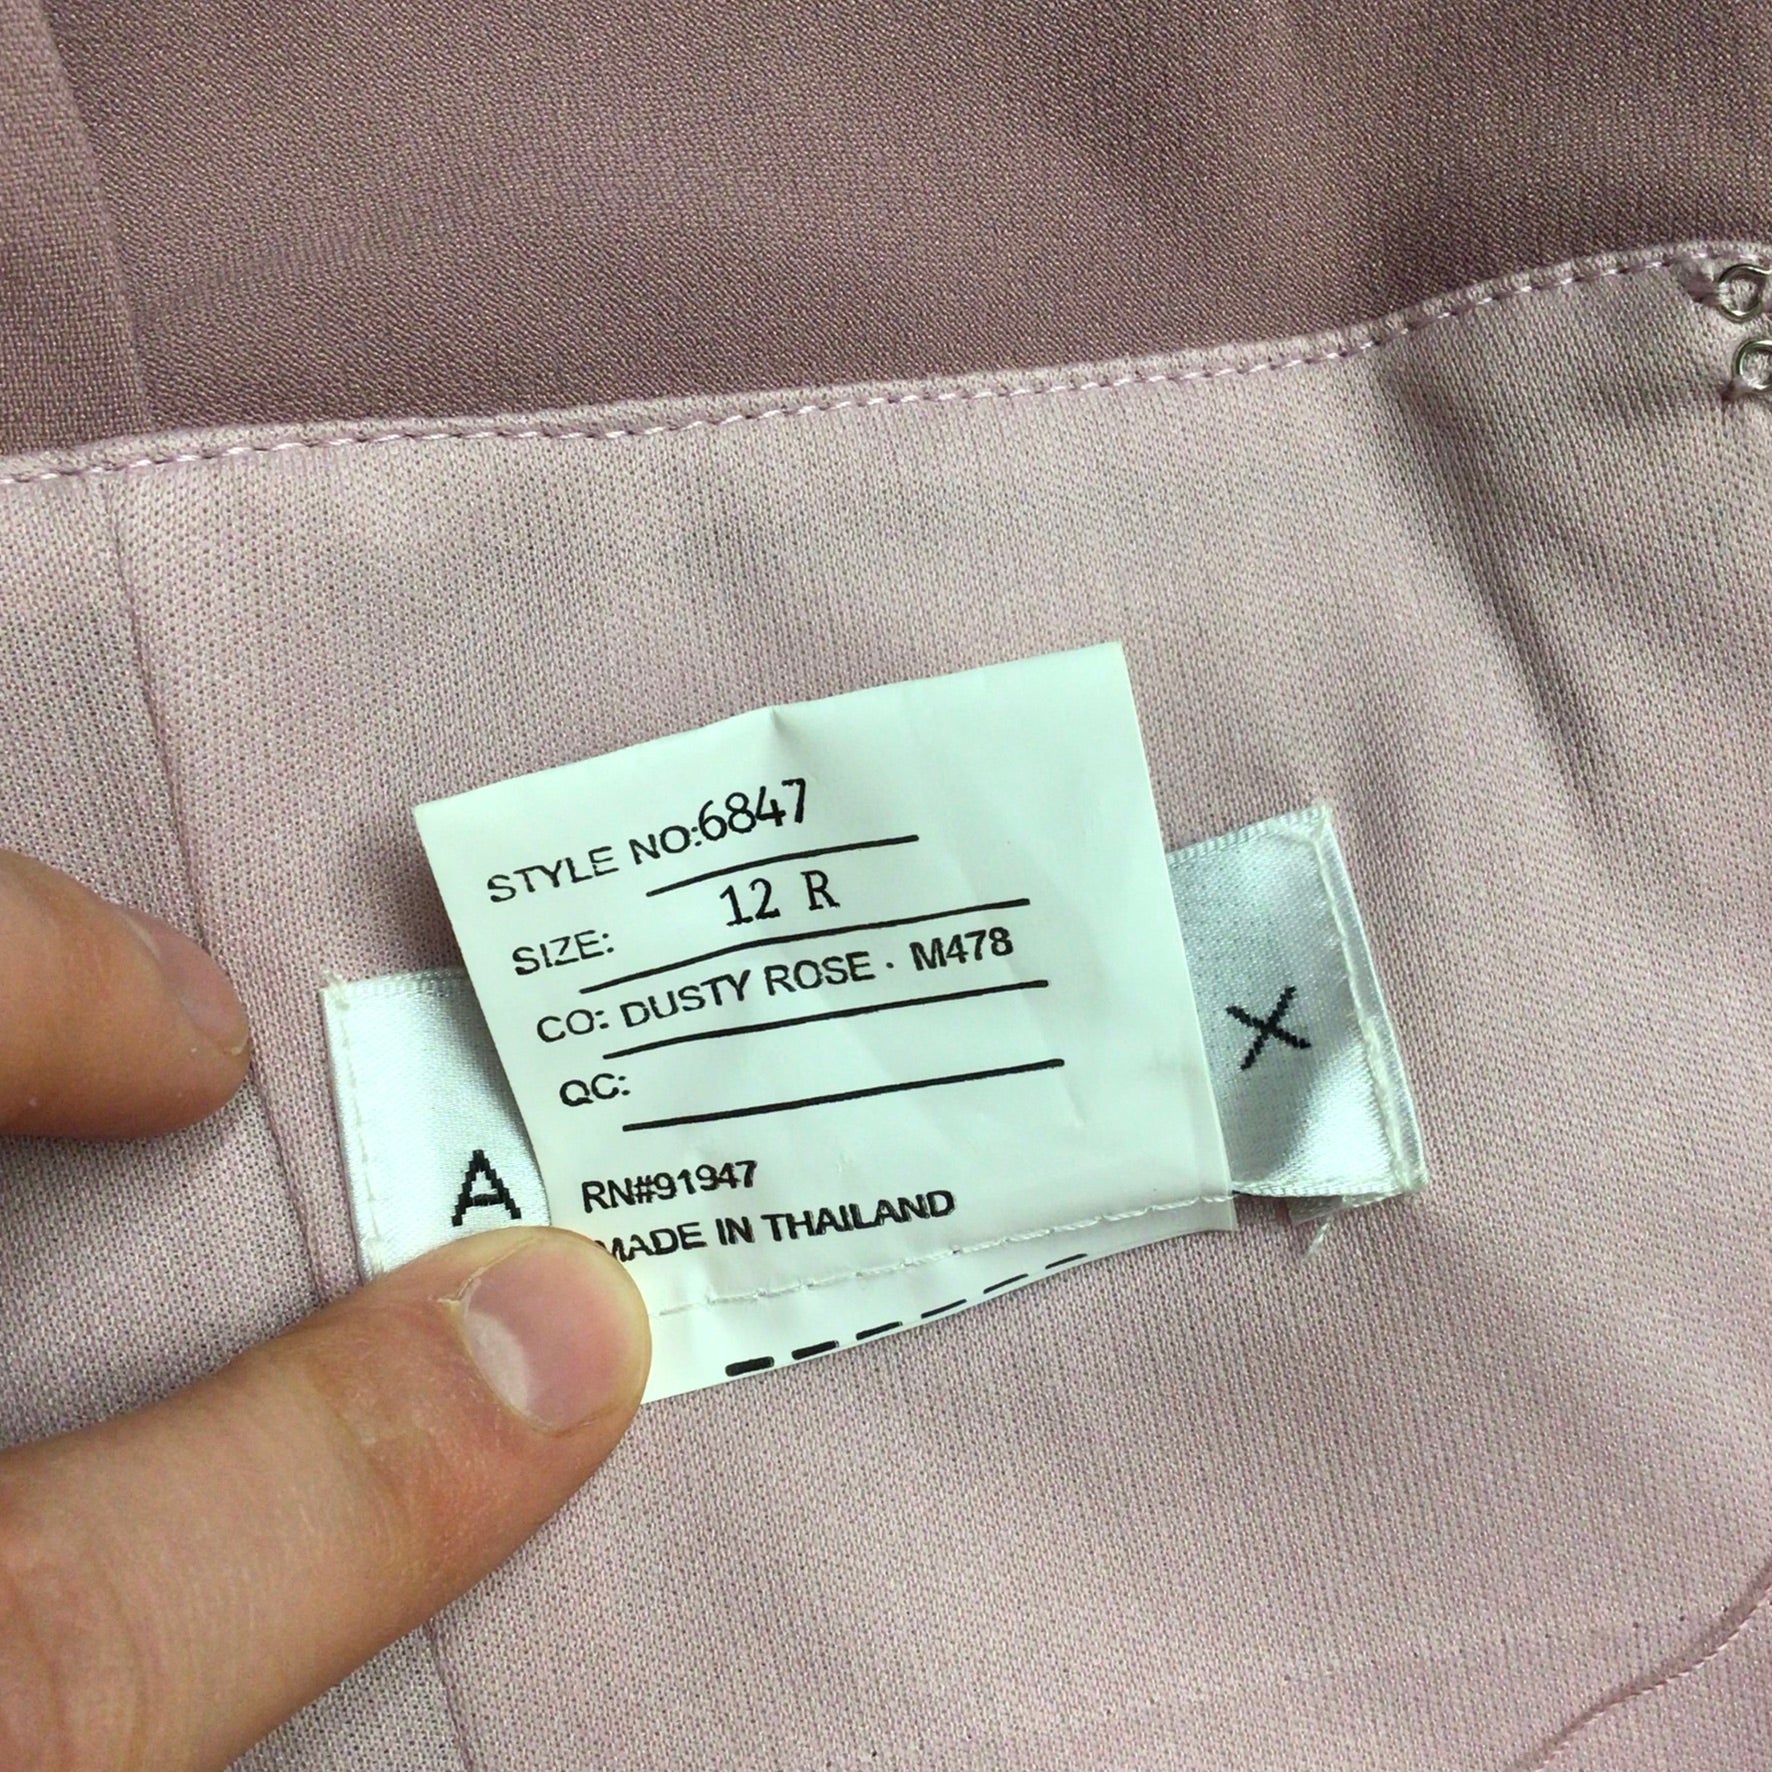 STYLE NO:6847
SIZE: 12 R
CO: DUSTY ROSE · M478
QC:
RN#91947
MADE IN THAILAND
A X